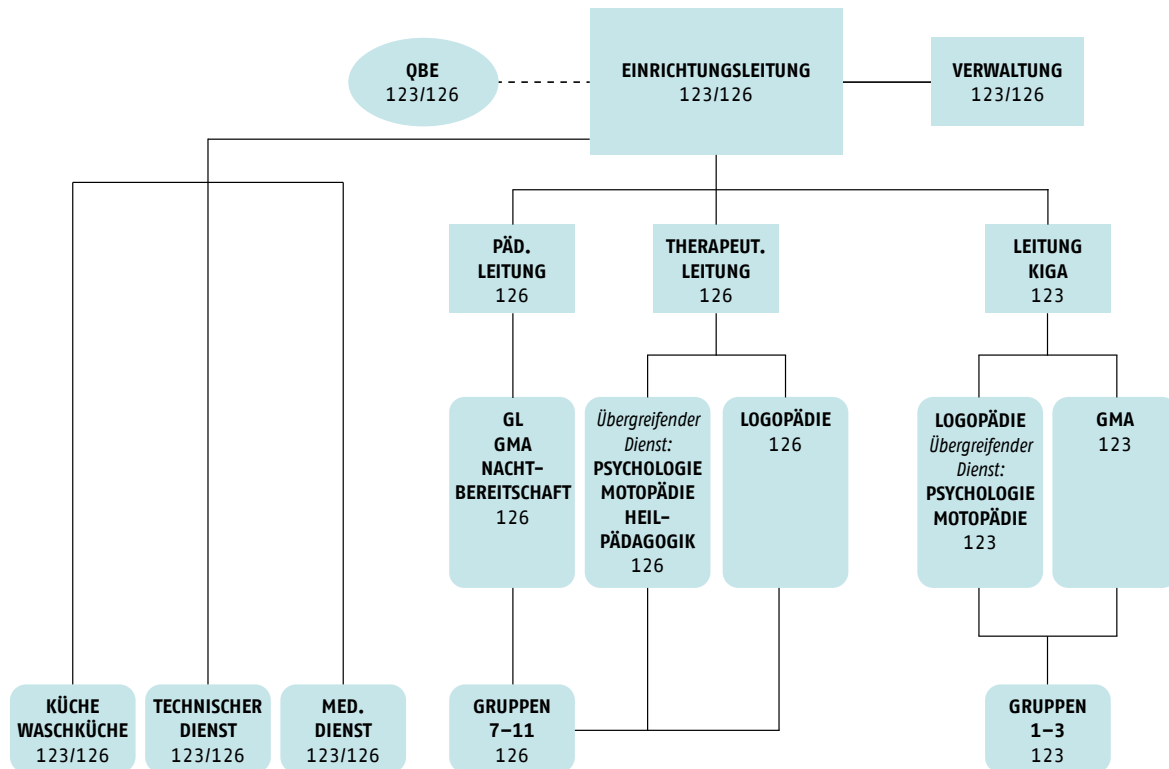 QBE
123/126
EINRICHTUNGSLEITUNG
123/126
VERWALTUNG
123/126
PÄD.
LEITUNG
126
THERAPEUT.
LEITUNG
126
LEITUNG
KIGA
123
GL
GMA
NACHT-
BEREITSCHAFT
126
Übergreifender
Dienst:
PSYCHOLOGIE
MOTOPÄDIE
HEIL-
PÄDAGOGIK
126
LOGOPÄDIE
126
LOGOPÄDIE
Übergreifender
Dienst:
PSYCHOLOGIE
MOTOPÄDIE
123
GMA
123
KÜCHE
WASCHKÜCHE
123/126
TECHNISCHER
DIENST
123/126
MED.
DIENST
123/126
GRUPPEN
7–11
126
GRUPPEN
1–3
123